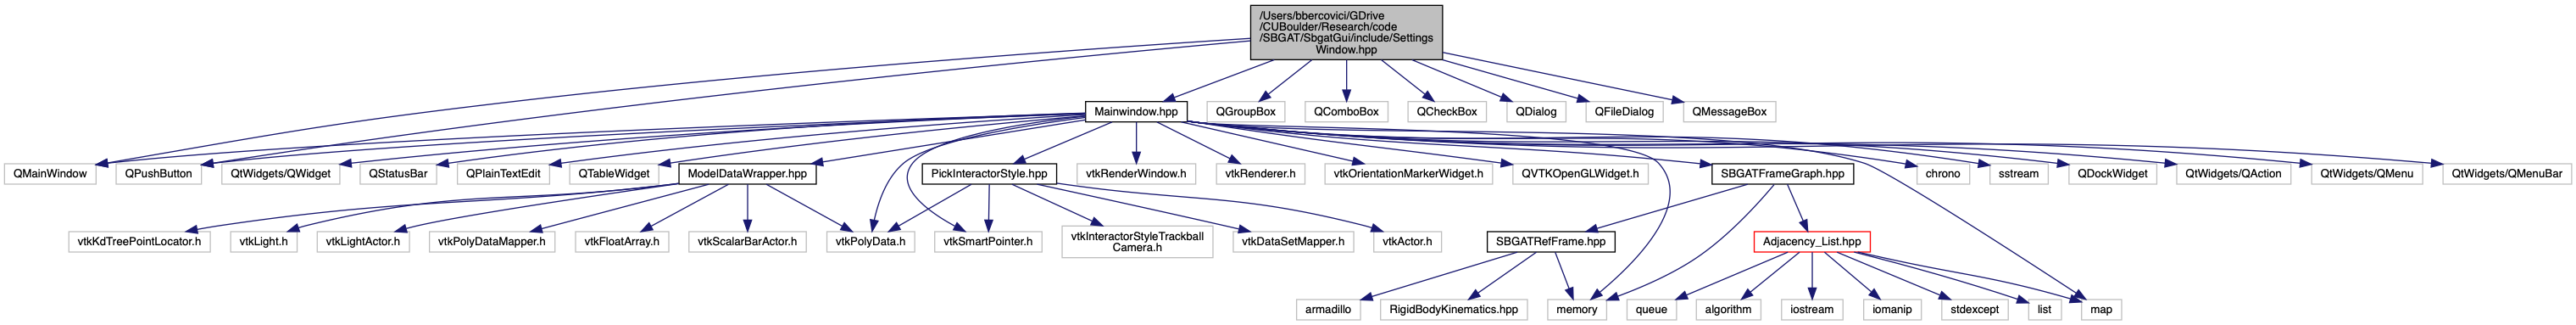 /Users/bbercovici/GDrive
/CUBoulder/Research/code
/SBGAT/SbgatGui/include/Settings
Window.hpp
Mainwindow.hpp
QGroupBox
QComboBox
QCheckBox
QDialog
QFileDialog
QMessageBox
QMainWindow
QPushButton
QtWidgets/QWidget
QStatusBar
QPlainTextEdit
QTableWidget
ModelDataWrapper.hpp
PickInteractorStyle.hpp
vtkRenderWindow.h
vtkRenderer.h
vtkOrientationMarkerWidget.h
QVTKOpenGLWidget.h
SBGATFrameGraph.hpp
chrono
sstream
QDockWidget
QtWidgets/QAction
QtWidgets/QMenu
QtWidgets/QMenuBar
vtkKdTreePointLocator.h
vtkLight.h
vtkLightActor.h
vtkPolyDataMapper.h
vtkFloatArray.h
vtkScalarBarActor.h
vtkPolyData.h
vtkSmartPointer.h
vtkInteractorStyleTrackball
Camera.h
vtkDataSetMapper.h
vtkActor.h
SBGATRefFrame.hpp
Adjacency_List.hpp
armadillo
RigidBodyKinematics.hpp
memory
queue
algorithm
iostream
iomanip
stdexcept
list
map